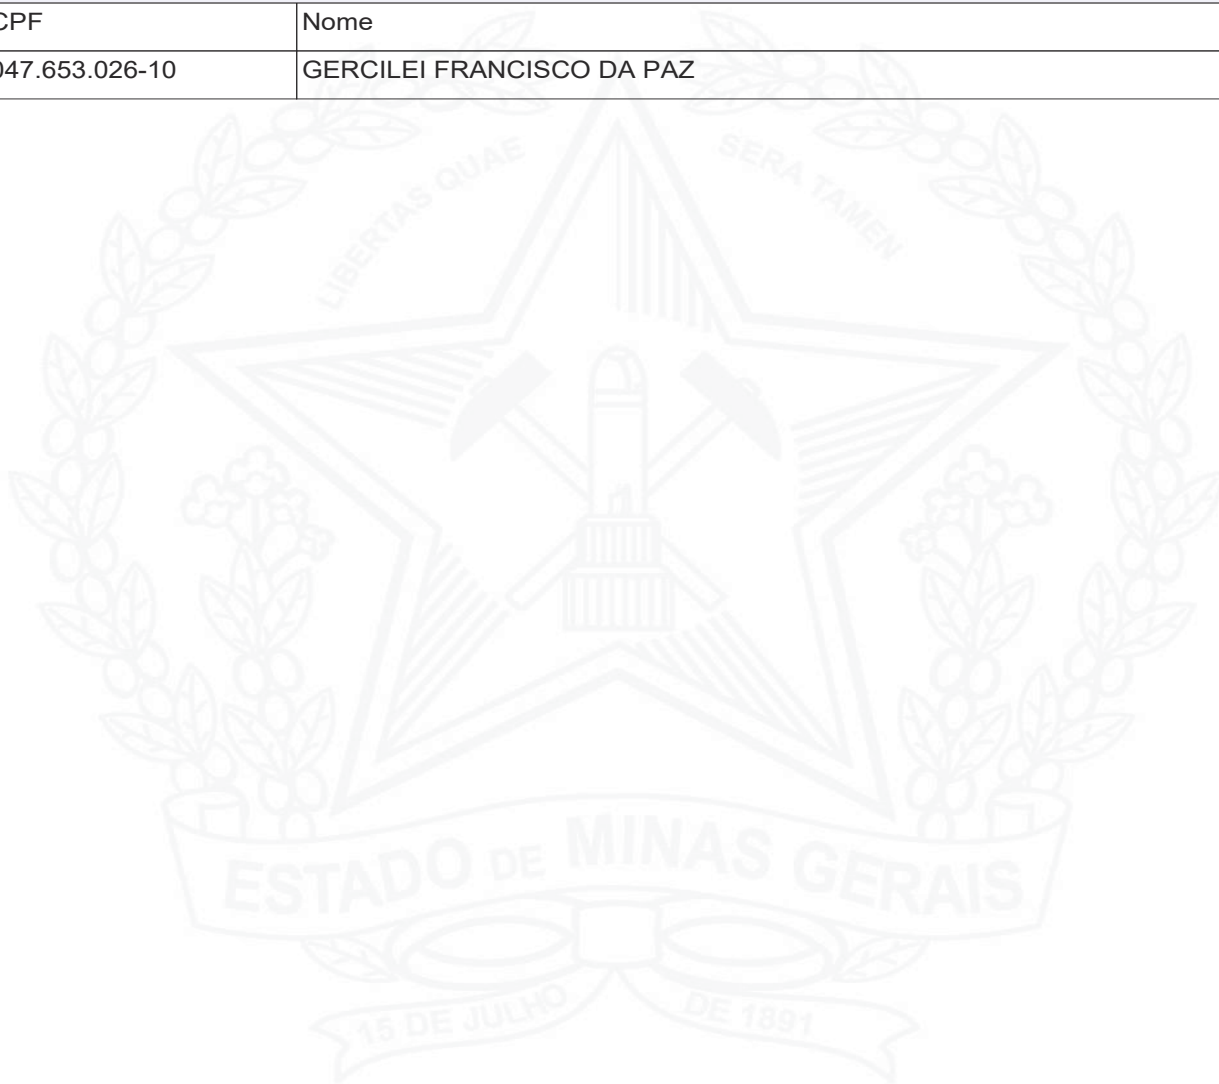 CPF Nome
047.653.026-10 GERCILEI FRANCISCO DA PAZ
LIBERTAS QUAE SERA TAMEN
ESTADO DE MINAS GERAIS
15 DE JULHO DE 1891